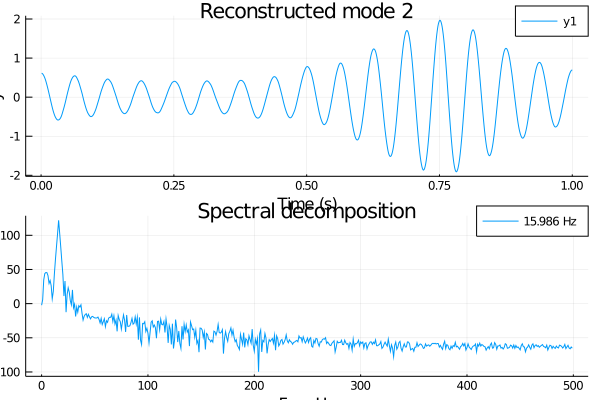 Reconstructed mode 2
y1
2
1
0
-1
-2
0.00 0.25 0.50 0.75 1.00
Time (s)
Spectral decomposition
15.986 Hz
100
50
0
-50
100
0 100 200 300 400 500